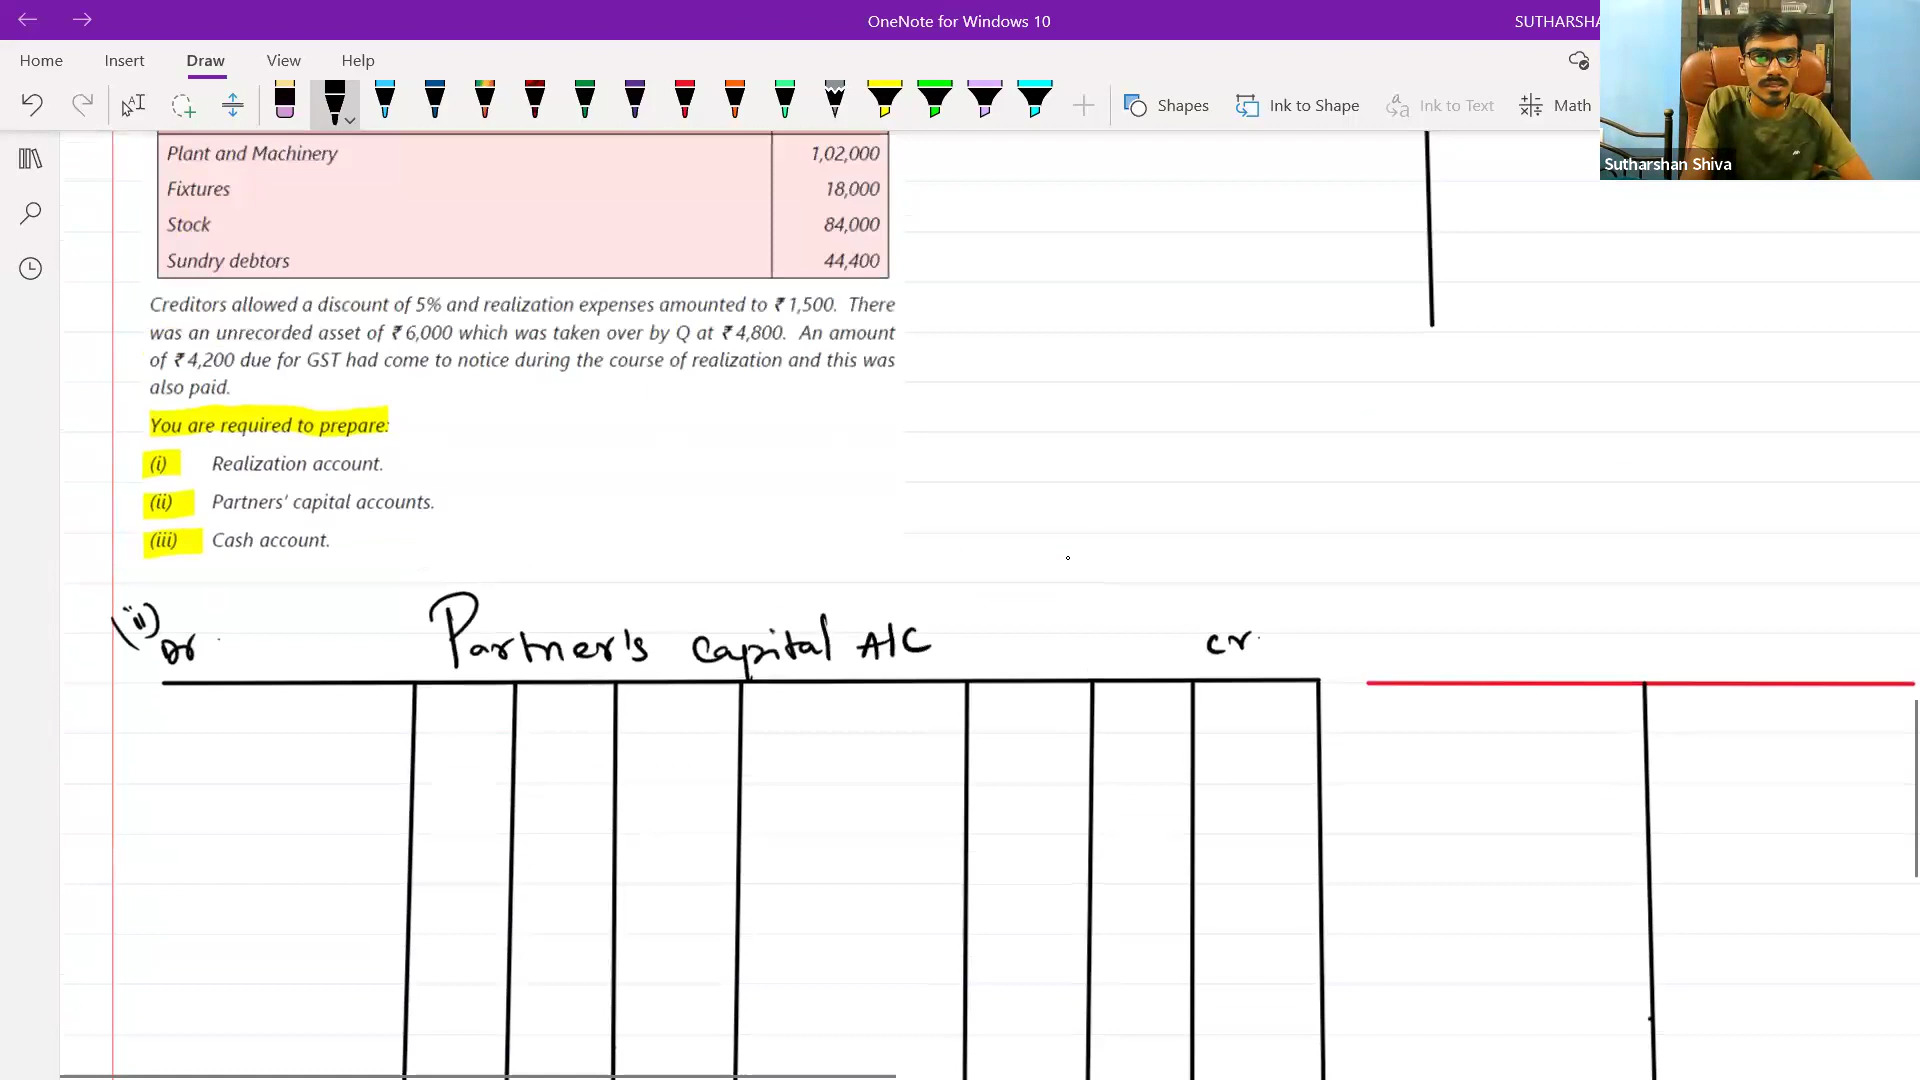 OneNote for Windows 10
SUTHARSHA
Home Insert Draw View Help
Shapes Ink to Shape Ink to Text Math
Sutharshan Shiva
Plant and Machinery 1,02,000
Fixtures 18,000
Stock 84,000
Sundry debtors 44,400
Creditors allowed a discount of 5% and realization expenses amounted to ₹ 1,500. There
was an unrecorded asset of ₹ 6,000 which was taken over by Q at ₹ 4,800. An amount
of ₹ 4,200 due for GST had come to notice during the course of realization and this was
also paid.
You are required to prepare:
(i) Realization account.
(ii) Partners' capital accounts.
(iii) Cash account.
(ii) Dr Partner's capital A/C cr